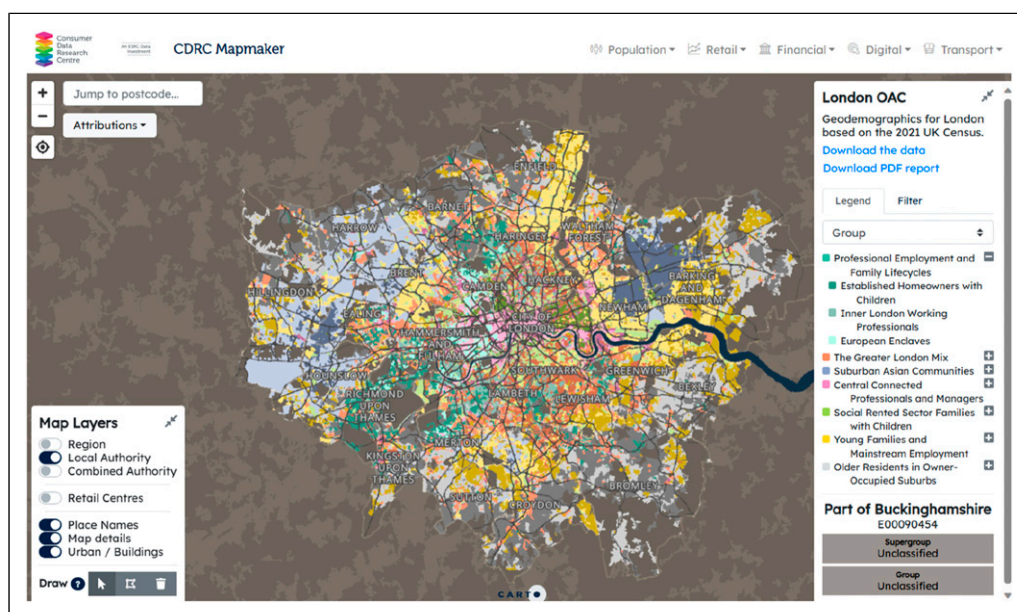 Consumer
Data
Research
Centre
An ESRC Data
Investment
CDRC Mapmaker
Population
Retail
Financial
Digital
Transport
+
−
Jump to postcode...
Attributions
ENFIELD
BARNET
HARROW
HARINGEY
WALTHAM
FOREST
BRENT
HACKNEY
BARKING
AND
DAGENHAM
HILLINGDON
CAMDEN
NEWHAM
EALING
CITY OF
LONDON
HAMMERSMITH
AND
FULHAM
HOUNSLOW
SOUTHWARK
GREENWICH
BEXLEY
RICHMOND
UPON
THAMES
LAMBETH
LEWISHAM
MERTON
KINGSTON
UPON
THAMES
SUTTON
CROYDON
BROMLEY
CARTO
Map Layers
Region
Local Authority
Combined Authority
Retail Centres
Place Names
Map details
Urban / Buildings
Draw ?
London OAC
Geodemographics for London
based on the 2021 UK Census.
Download the data
Download PDF report
Legend Filter
Group
Professional Employment and
Family Lifecycles
Established Homeowners with
Children
Inner London Working
Professionals
European Enclaves
The Greater London Mix
Suburban Asian Communities
Central Connected
Professionals and Managers
Social Rented Sector Families
with Children
Young Families and
Mainstream Employment
Older Residents in Owner-
Occupied Suburbs
Part of Buckinghamshire
E00090454
Supergroup
Unclassified
Group
Unclassified